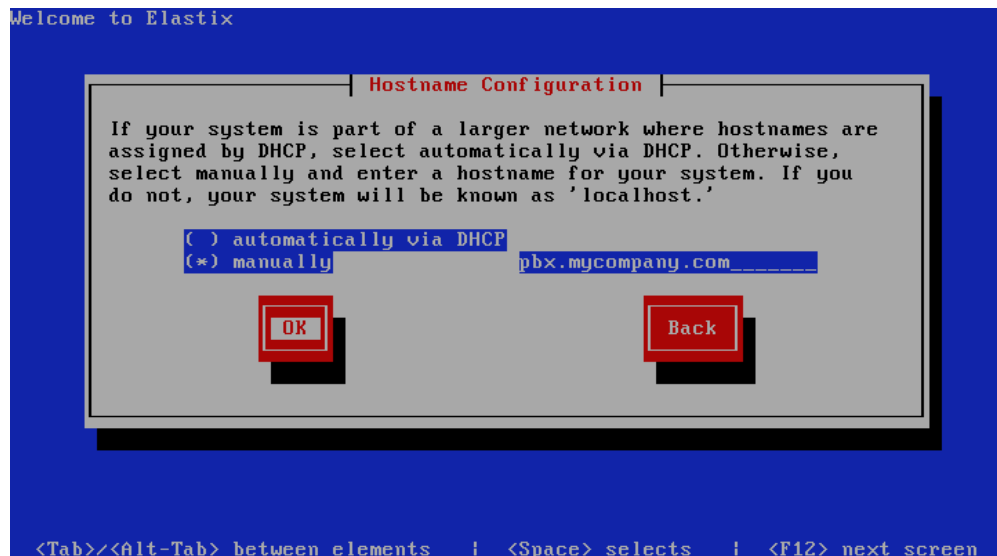 Welcome to Elastix
Hostname Configuration
If your system is part of a larger network where hostnames are
assigned by DHCP, select automatically via DHCP. Otherwise,
select manually and enter a hostname for your system. If you
do not, your system will be known as 'localhost.'
( ) automatically via DHCP
(*) manually pbx.mycompany.com_______
OK Back
<Tab>/<Alt-Tab> between elements | <Space> selects | <F12> next screen